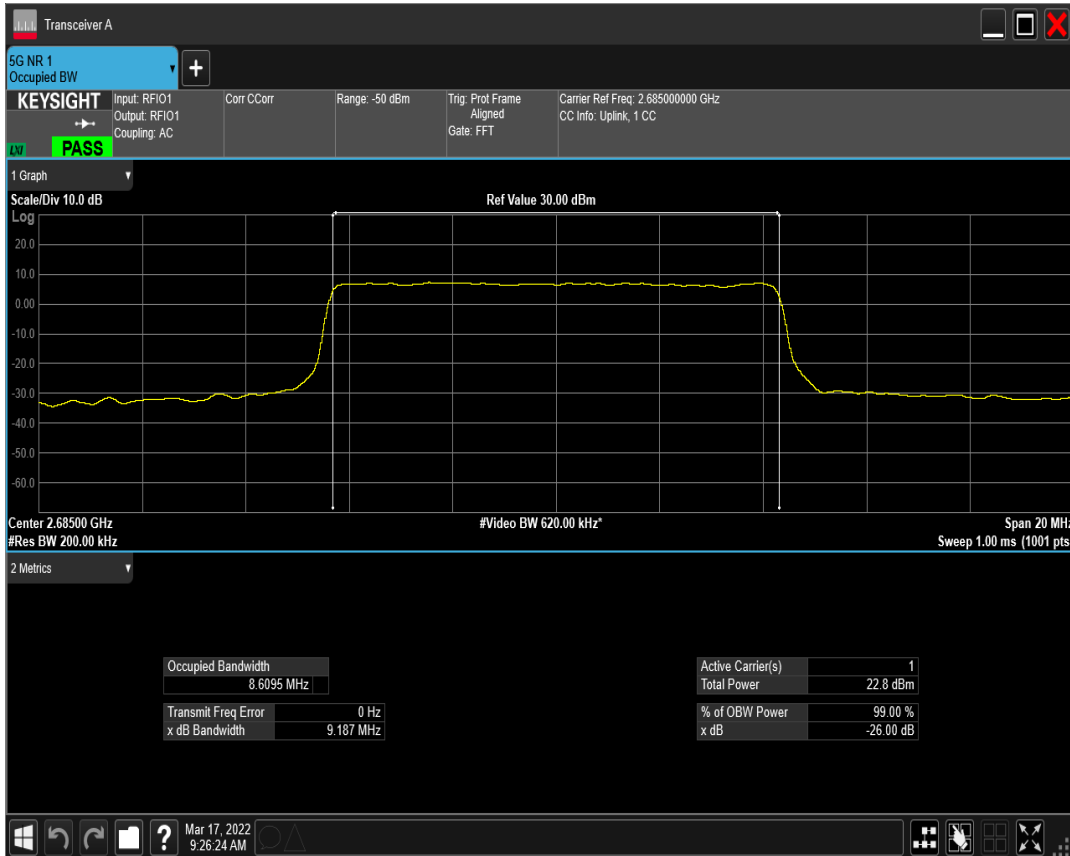 Transceiver A
5G NR 1
Occupied BW
KEYSIGHT
Input: RFIO1
Output: RFIO1
Coupling: AC
Corr CCorr
Range: -50 dBm
Trig: Prot Frame
Aligned
Gate: FFT
Carrier Ref Freq: 2.685000000 GHz
CC Info: Uplink, 1 CC
LXI
PASS
1 Graph
Scale/Div 10.0 dB
Ref Value 30.00 dBm
Log
20.0
10.0
0.00
-10.0
-20.0
-30.0
-40.0
-50.0
-60.0
Center 2.68500 GHz
#Video BW 620.00 kHz*
Span 20 MHz
#Res BW 200.00 kHz
Sweep 1.00 ms (1001 pts
2 Metrics
Occupied Bandwidth
8.6095 MHz
Transmit Freq Error 0 Hz
x dB Bandwidth 9.187 MHz
Active Carrier(s) 1
Total Power 22.8 dBm
% of OBW Power 99.00 %
x dB -26.00 dB
Mar 17, 2022
9:26:24 AM